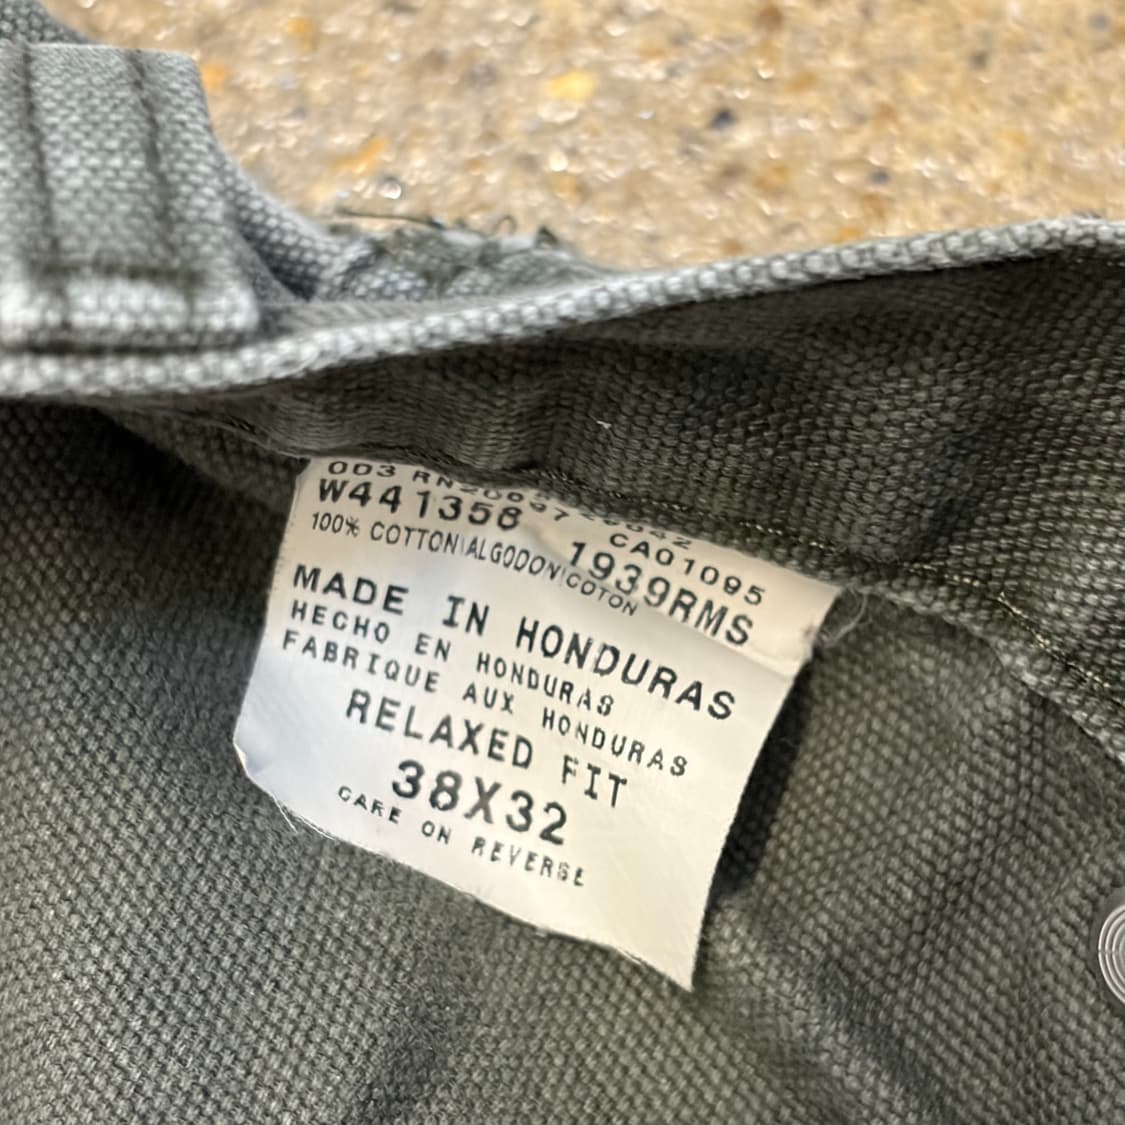 003
CA01095
W441358 1939RMS
100% COTTON\ALGODON\COTON
MADE IN HONDURAS
HECHO EN HONDURAS
FABRIQUE AUX HONDURAS
RELAXED FIT
38X32
CARE ON REVERSE